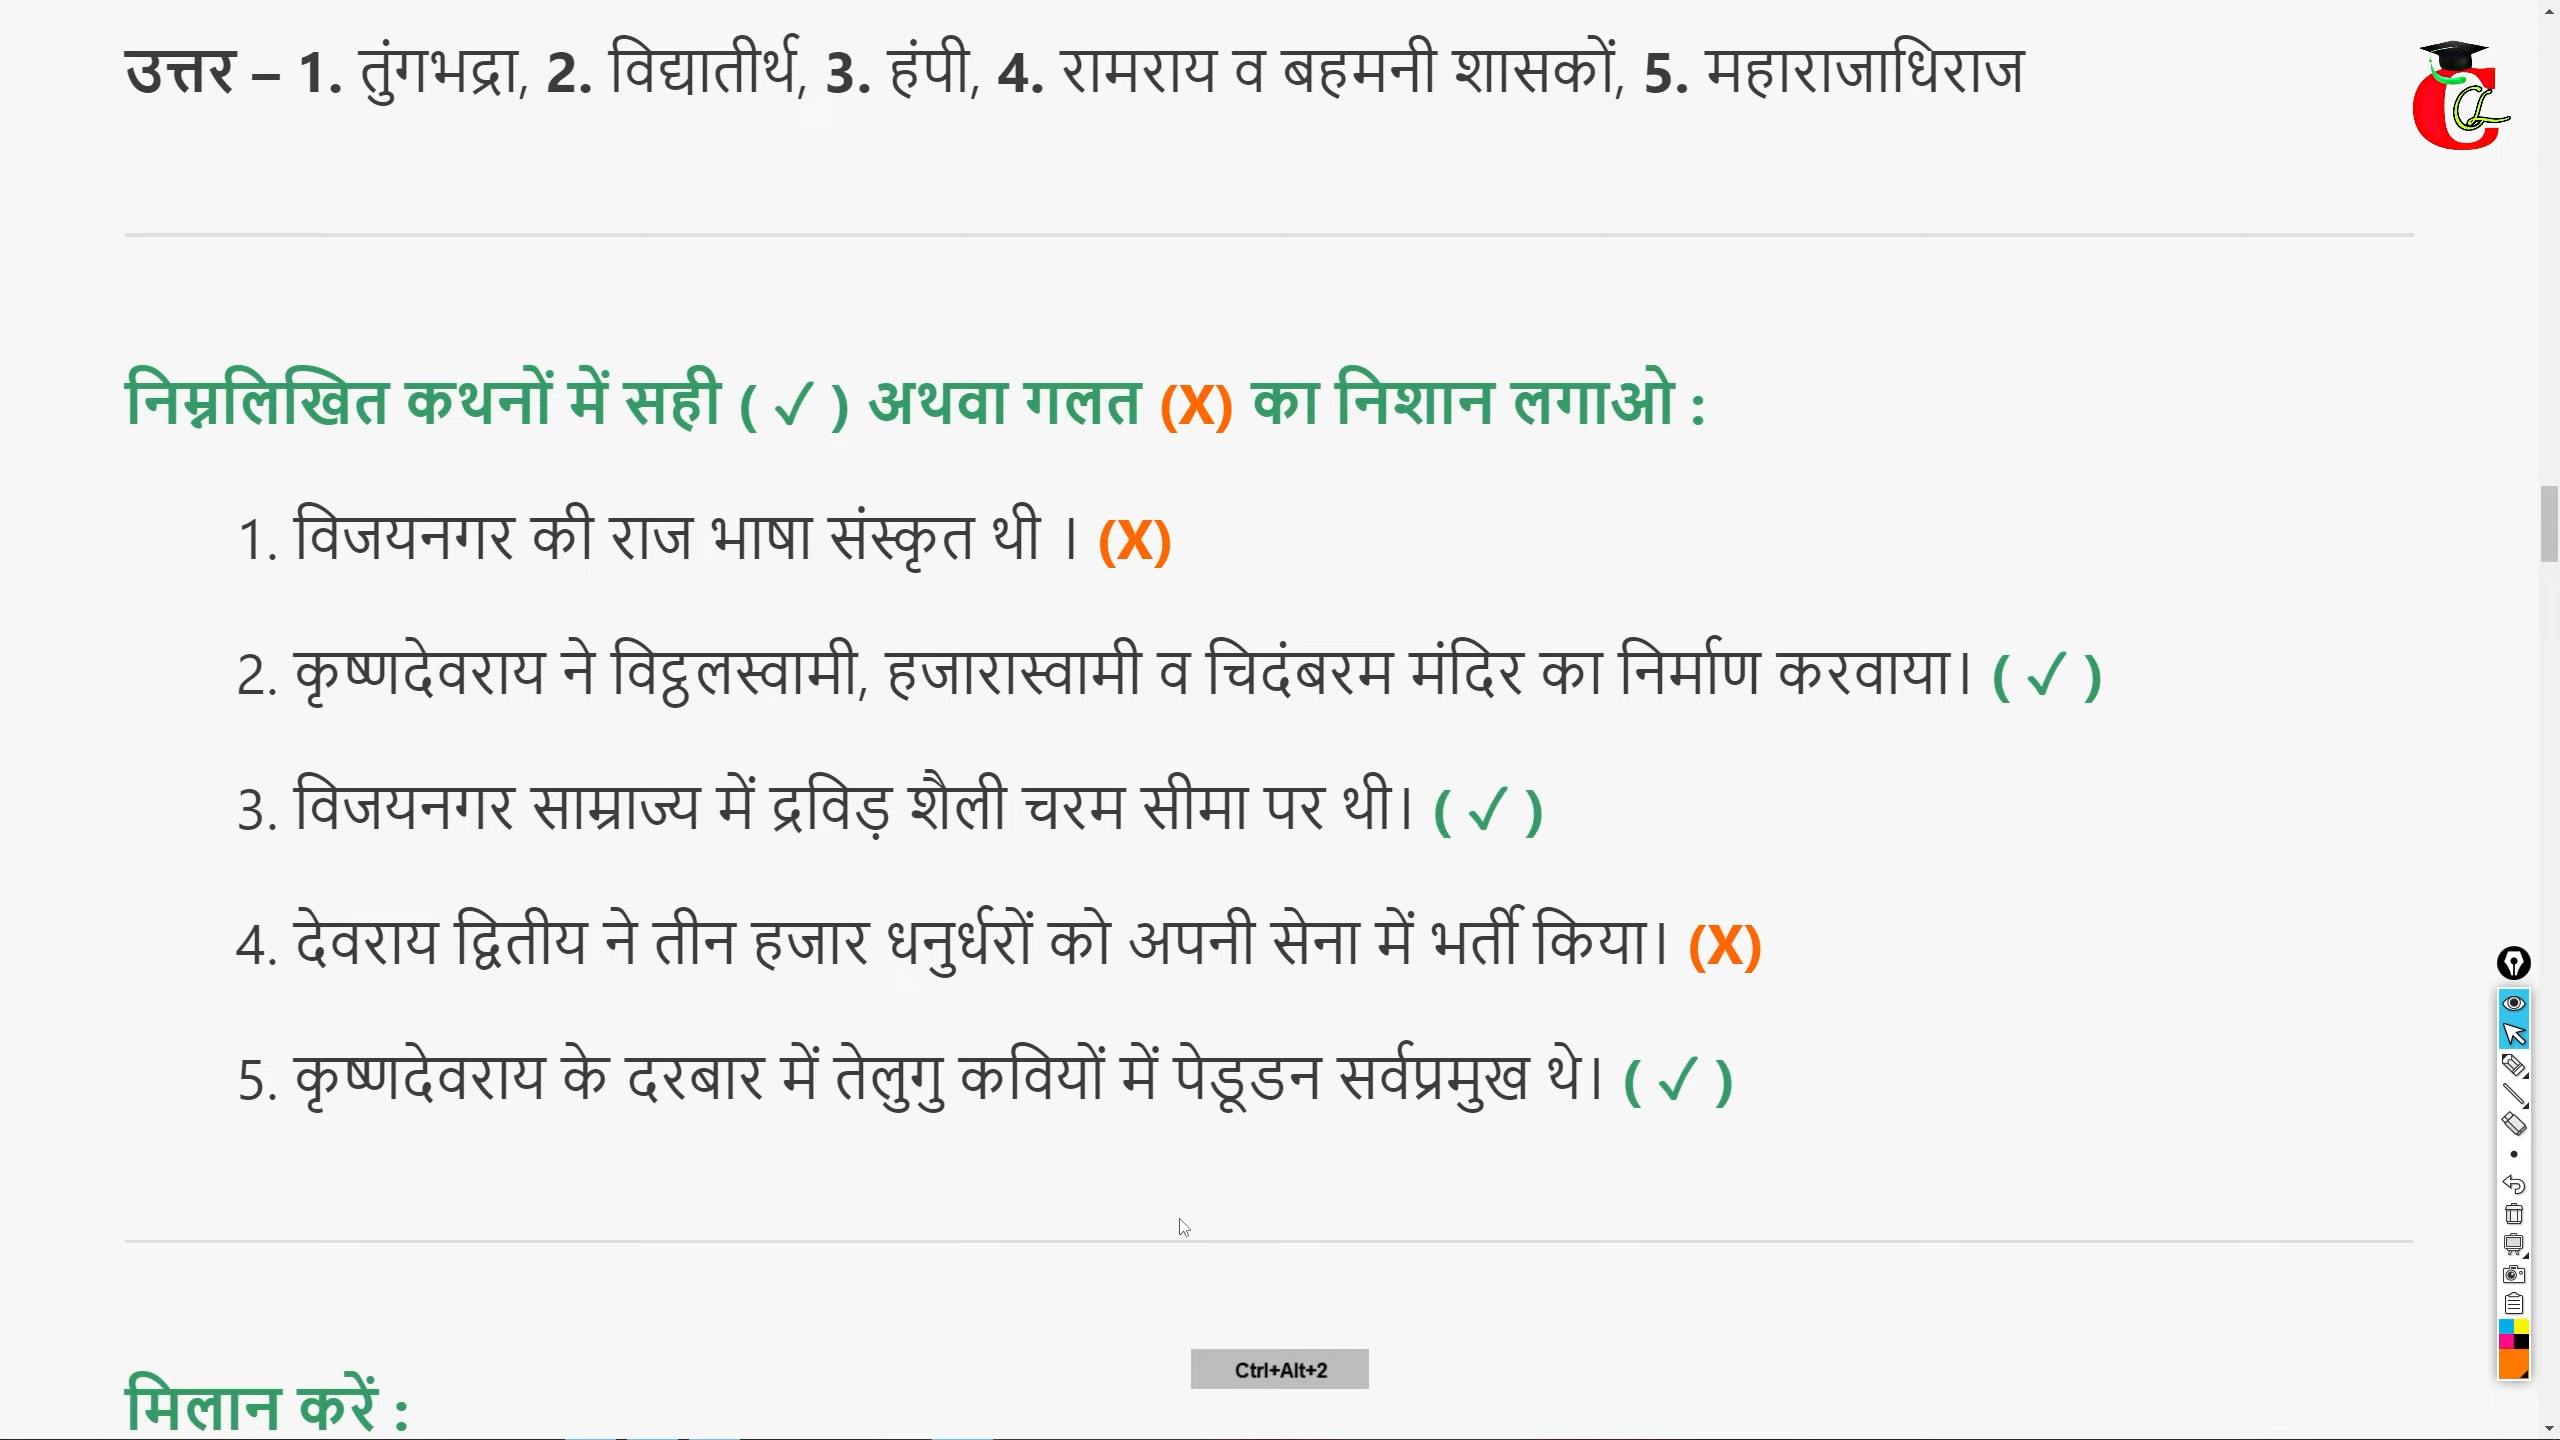 उत्तर – 1. तुंगभद्रा, 2. विद्यातीर्थ, 3. हंपी, 4. रामराय व बहमनी शासकों, 5. महाराजाधिराज
निम्नलिखित कथनों में सही ( ✓ ) अथवा गलत (X) का निशान लगाओ :
1. विजयनगर की राज भाषा संस्कृत थी । (X)
2. कृष्णदेवराय ने विट्ठलस्वामी, हजारास्वामी व चिदंबरम मंदिर का निर्माण करवाया। ( ✓ )
3. विजयनगर साम्राज्य में द्रविड़ शैली चरम सीमा पर थी। ( ✓ )
4. देवराय द्वितीय ने तीन हजार धनुर्धरों को अपनी सेना में भर्ती किया। (X)
5. कृष्णदेवराय के दरबार में तेलुगु कवियों में पेडूडन सर्वप्रमुख थे। ( ✓ )
Ctrl+Alt+2
मिलान करें :